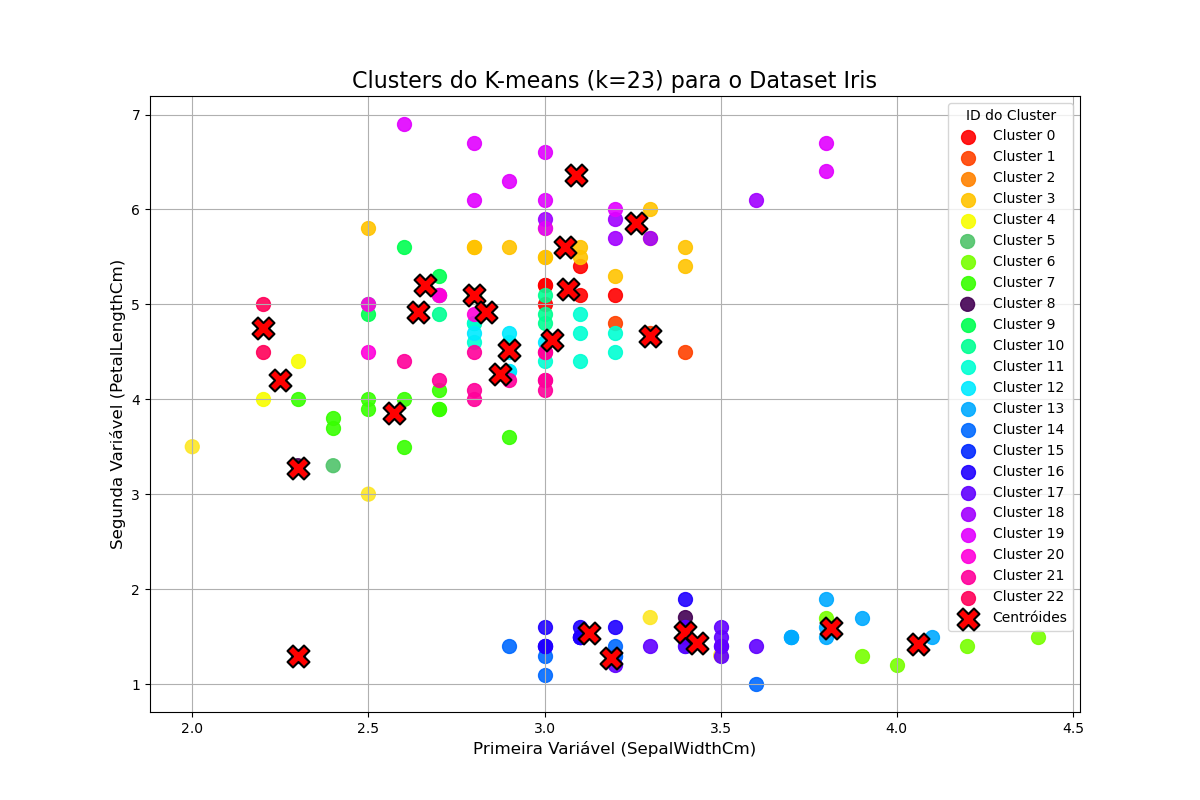 Clusters do K-means (k=23) para o Dataset Iris
ID do Cluster
Cluster 0
Cluster 1
Cluster 2
Cluster 3
Cluster 4
Cluster 5
Cluster 6
Cluster 7
Cluster 8
Cluster 9
Cluster 10
Cluster 11
Cluster 12
Cluster 13
Cluster 14
Cluster 15
Cluster 16
Cluster 17
Cluster 18
Cluster 19
Cluster 20
Cluster 21
Cluster 22
Centróides
Segunda Variável (PetalLengthCm)
7
6
5
4
3
2
1
2.0
2.5
3.0
3.5
4.0
4.5
Primeira Variável (SepalWidthCm)